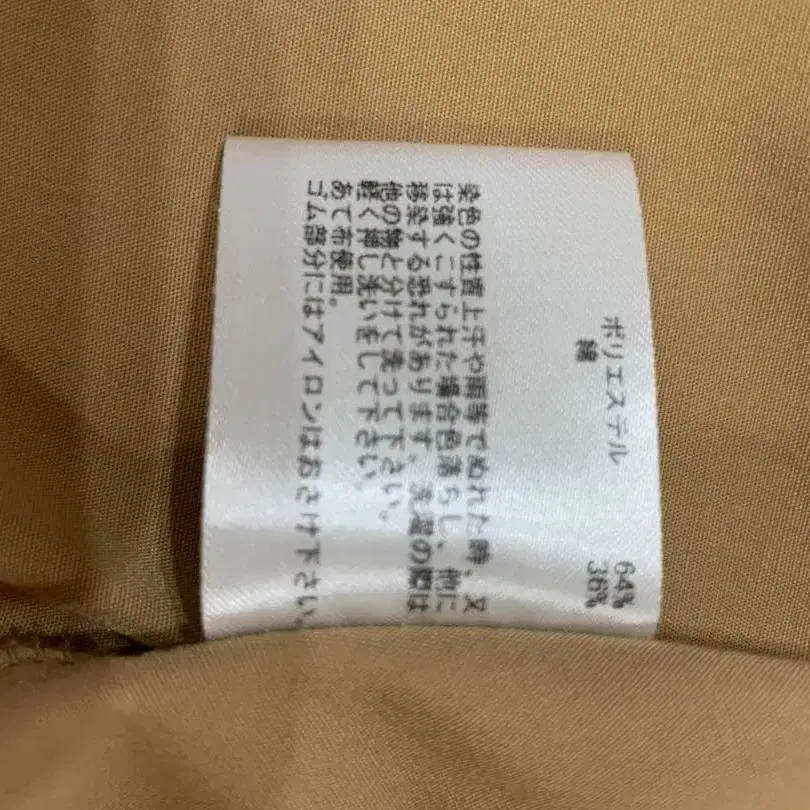 ポリエステル 64%
綿 36%
染色の性質上汗や雨等でぬれた時、又
は強くこすられた場合色落らし、他に
移染する恐れがあります。洗濯の際は
他の物と分けて洗って下さい。
軽く押し洗いをして下さい。
あて布使用。
ゴム部分にはアイロンはおさけ下さい。